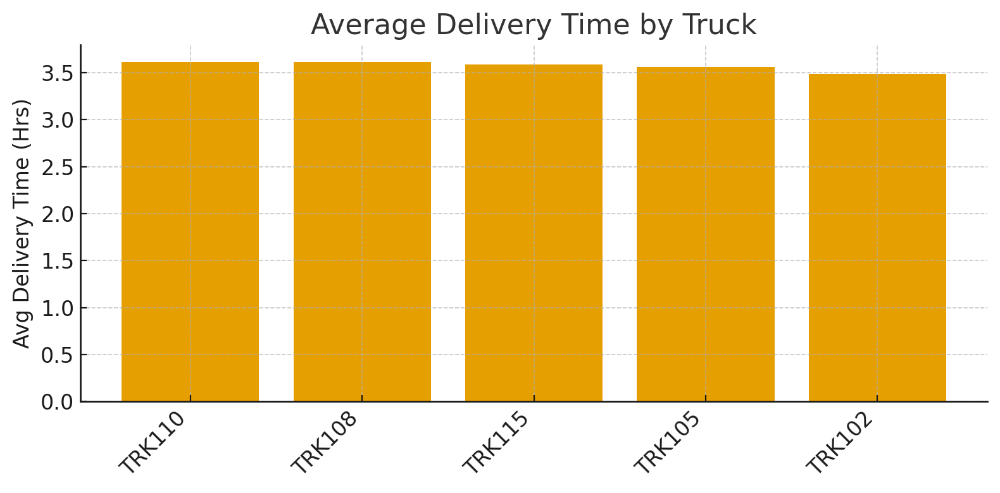 Average Delivery Time by Truck
Avg Delivery Time (Hrs)
3.5
3.0
2.5
2.0
1.5
1.0
0.5
0.0
TRK110
TRK108
TRK115
TRK105
TRK102